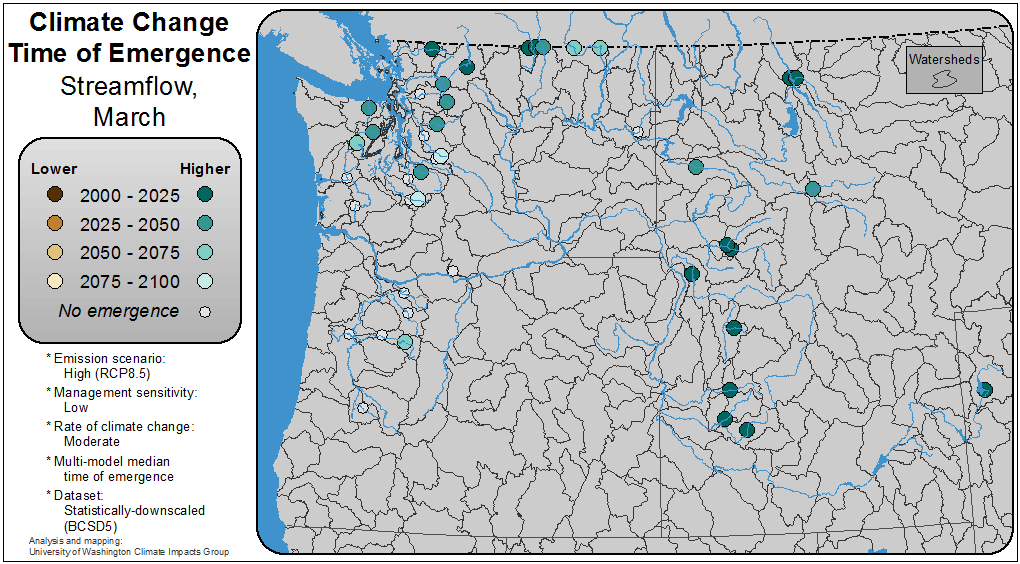 Climate Change
Time of Emergence
Streamflow,
March
Lower Higher
2000 - 2025
2025 - 2050
2050 - 2075
2075 - 2100
No emergence
* Emission scenario:
High (RCP8.5)
* Management sensitivity:
Low
* Rate of climate change:
Moderate
* Multi-model median
time of emergence
* Dataset:
Statistically-downscaled
(BCSD5)
Analysis and mapping:
University of Washington Climate Impacts Group
Watersheds